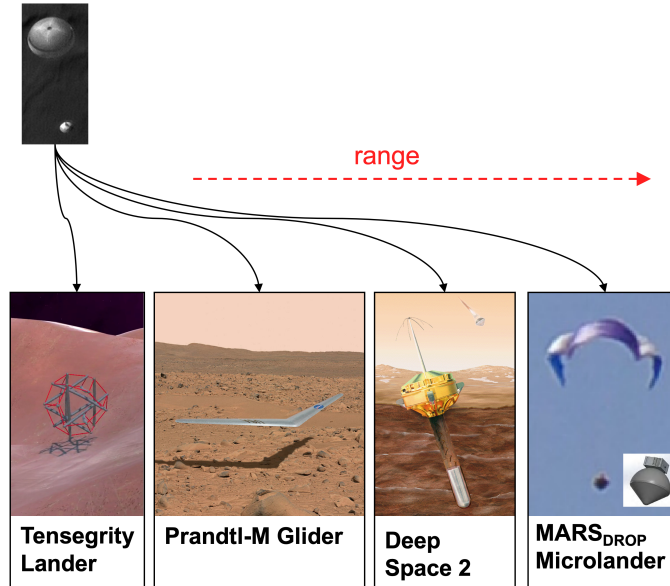 range
Tensegrity
Lander
Prandtl-M Glider
Deep
Space 2
MARSDROP
Microlander